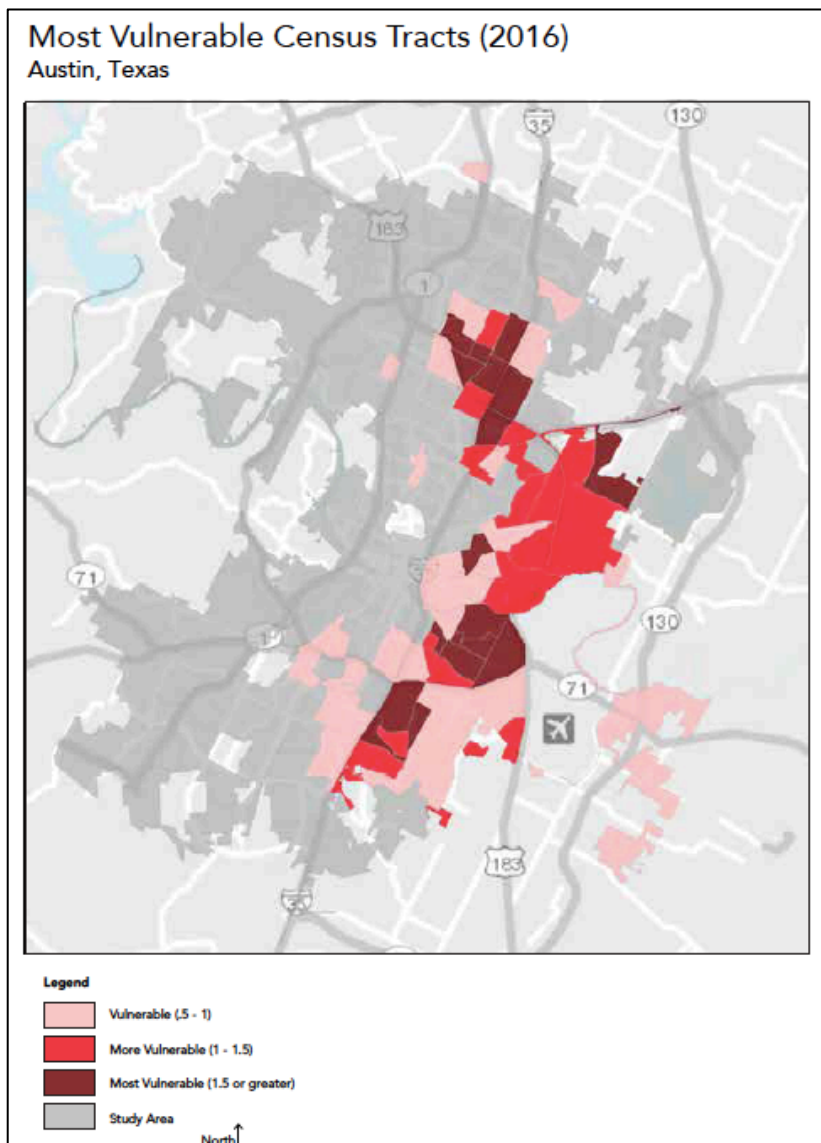 Most Vulnerable Census Tracts (2016)
Austin, Texas
35
130
183
1
71
1
130
71
183
35
Legend
Vulnerable (.5 - 1)
More Vulnerable (1 - 1.5)
Most Vulnerable (1.5 or greater)
Study Area
North